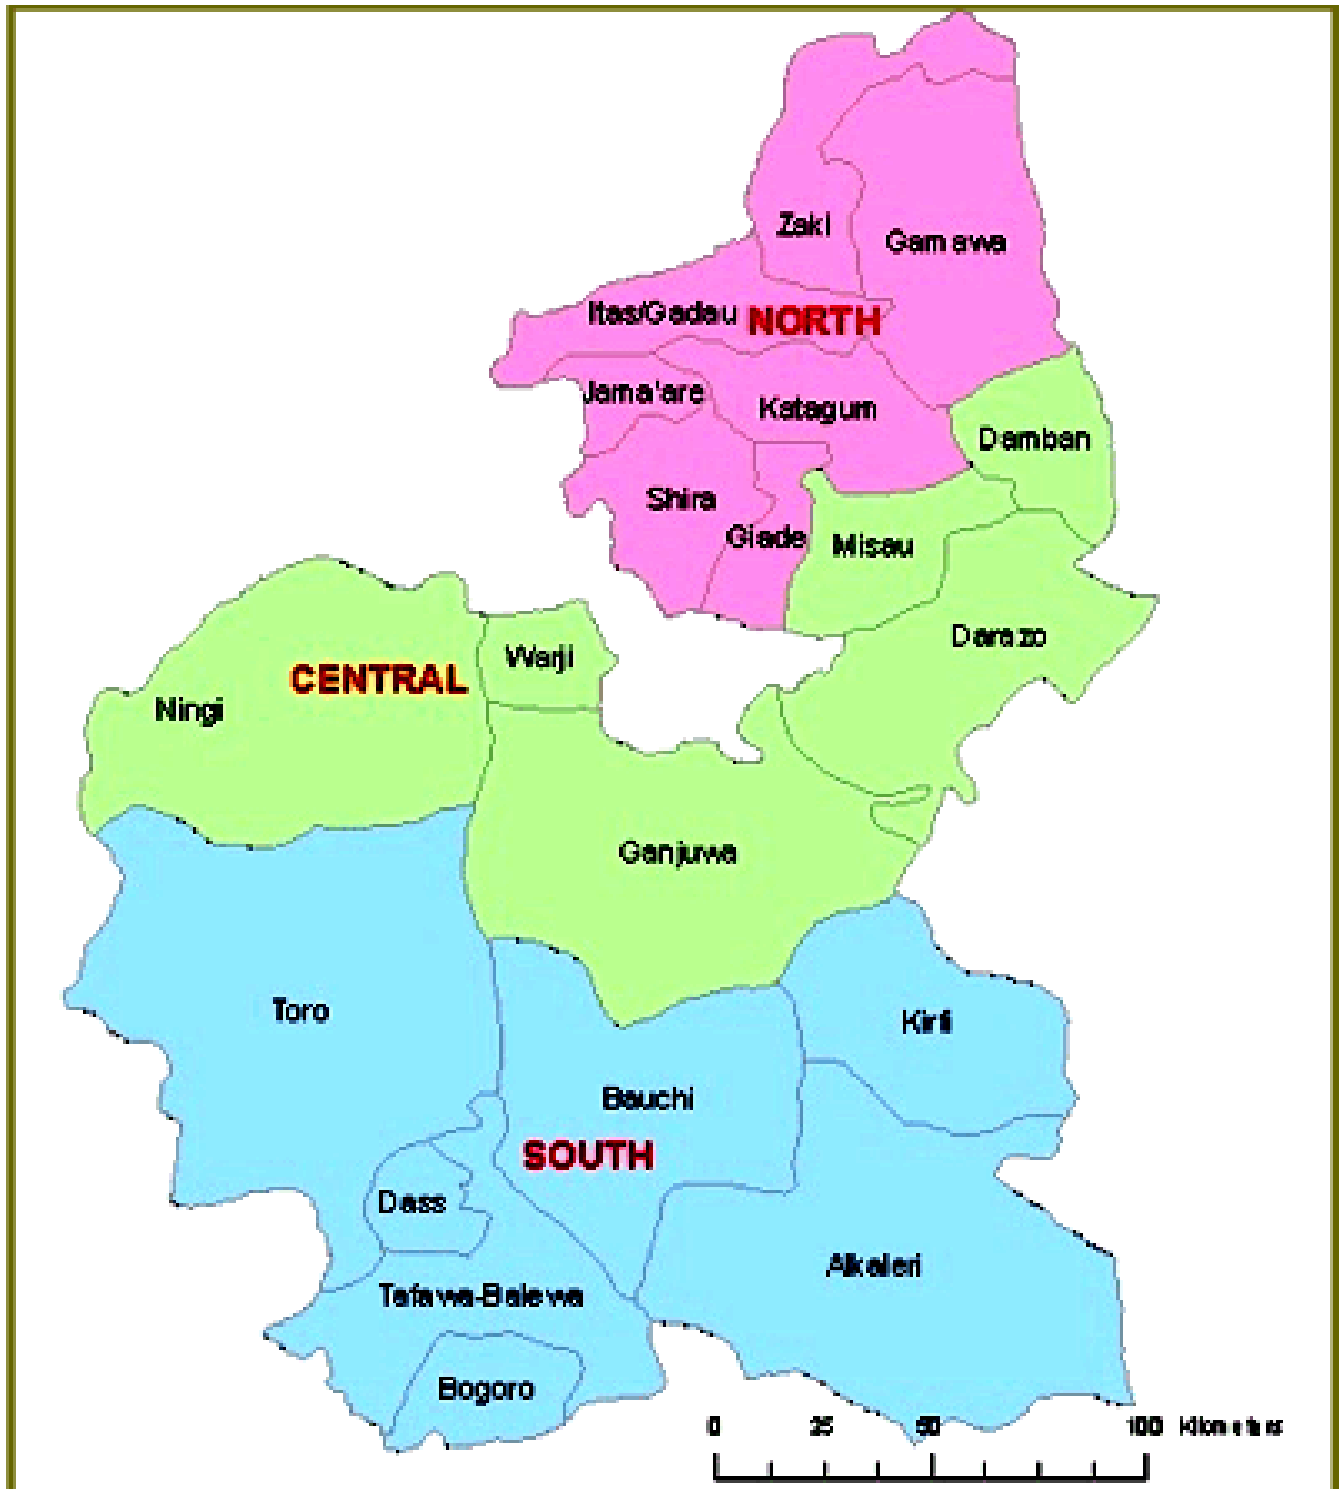 Zaki
Gamawa
Itas/Gadau NORTH
Jama'are
Katagum
Damban
Shira
Giade
Misau
Darazo
Warji
CENTRAL
Ningi
Ganjuwa
Toro
Kirfi
Bauchi
SOUTH
Dass
Alkaleri
Tafawa-Balewa
Bogoro
0 25 50 100 Kilometers